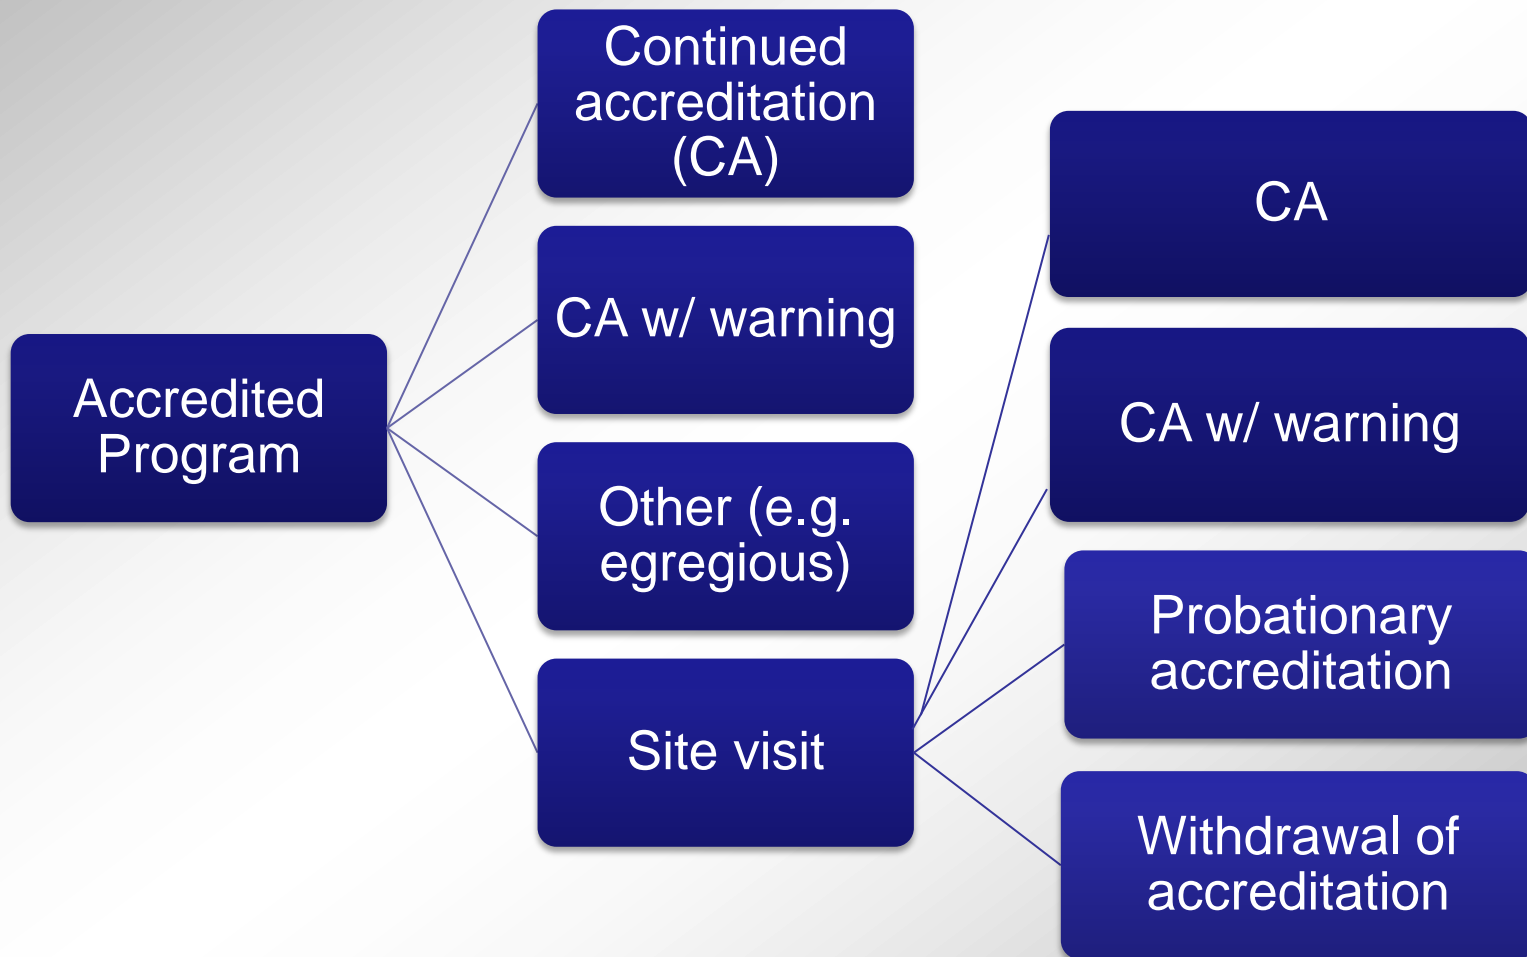 Accredited
Program
Continued
accreditation
(CA)
CA w/ warning
Other (e.g.
egregious)
Site visit
CA
CA w/ warning
Probationary
accreditation
Withdrawal of
accreditation